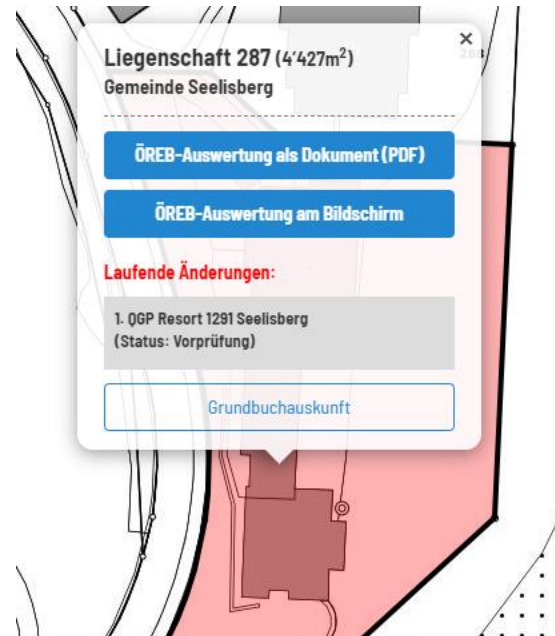 Liegenschaft 287 (4'427m²)
288
Gemeinde Seelisberg
ÖREB-Auswertung als Dokument (PDF)
ÖREB-Auswertung am Bildschirm
Laufende Änderungen:
1. QGP Resort 1291 Seelisberg
(Status: Vorprüfung)
Grundbuchauskunft